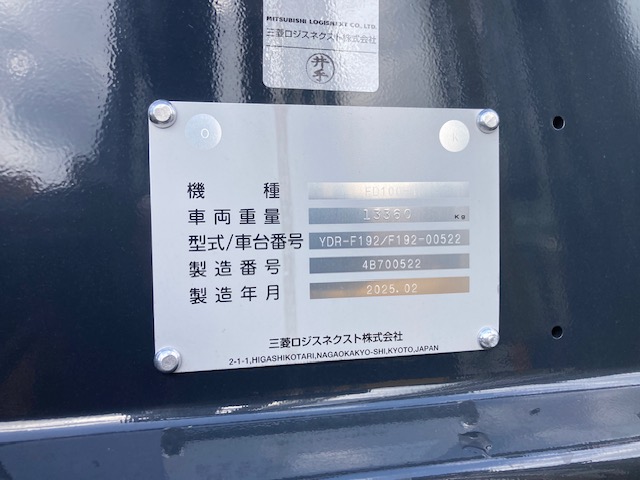 MITSUBISHI LOGISNEXT CO., LTD.
三菱ロジスネクスト株式会社
井手
機 種
車両重量 13360 Kg
型式/車台番号 YDR-F192/F192-00522
製造番号 4B700522
製造年月 2025.02
三菱ロジスネクスト株式会社
2-1-1,HIGASHIKOTARI,NAGAOKAKYO-SHI,KYOTO,JAPAN